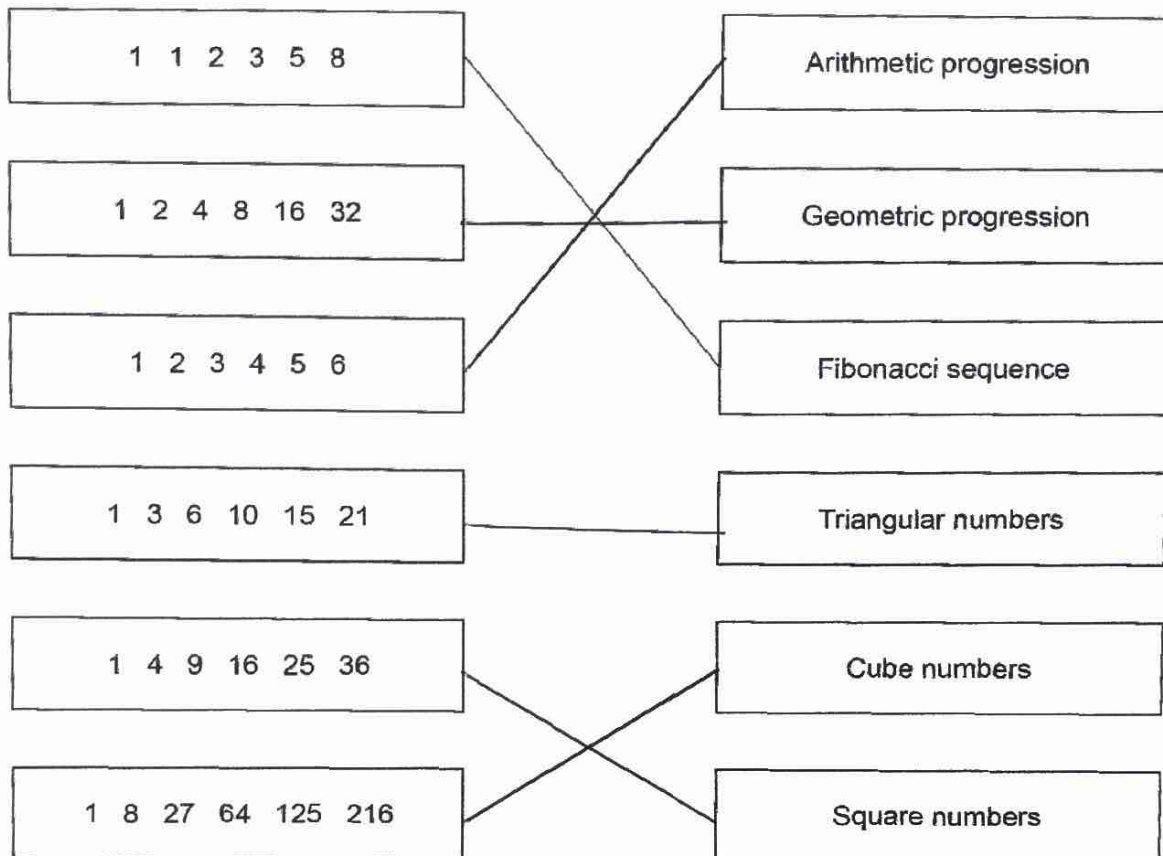 1 1 2 3 5 8
Arithmetic progression
1 2 4 8 16 32
Geometric progression
1 2 3 4 5 6
Fibonacci sequence
1 3 6 10 15 21
Triangular numbers
1 4 9 16 25 36
Cube numbers
1 8 27 64 125 216
Square numbers